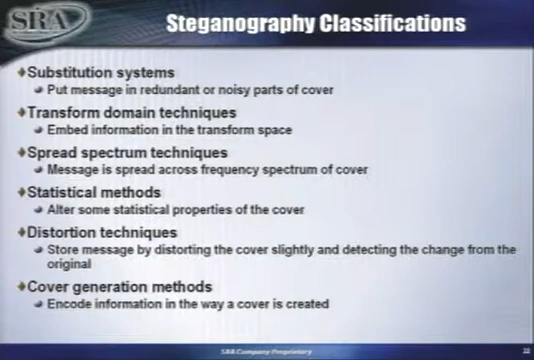 SRA
Steganography Classifications
Substitution systems
Put message in redundant or noisy parts of cover
Transform domain techniques
Embed information in the transform space
Spread spectrum techniques
Message is spread across frequency spectrum of cover
Statistical methods
Alter some statistical properties of the cover
Distortion techniques
Store message by distorting the cover slightly and detecting the change from the
original
Cover generation methods
Encode information in the way a cover is created
SRA Company Proprietary